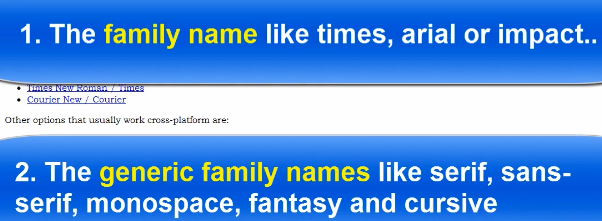 1. The family name like times, arial or impact..
Times New Roman / Times
Courier New / Courier
Other options that usually work cross-platform are:
2. The generic family names like serif, sans-
serif, monospace, fantasy and cursive